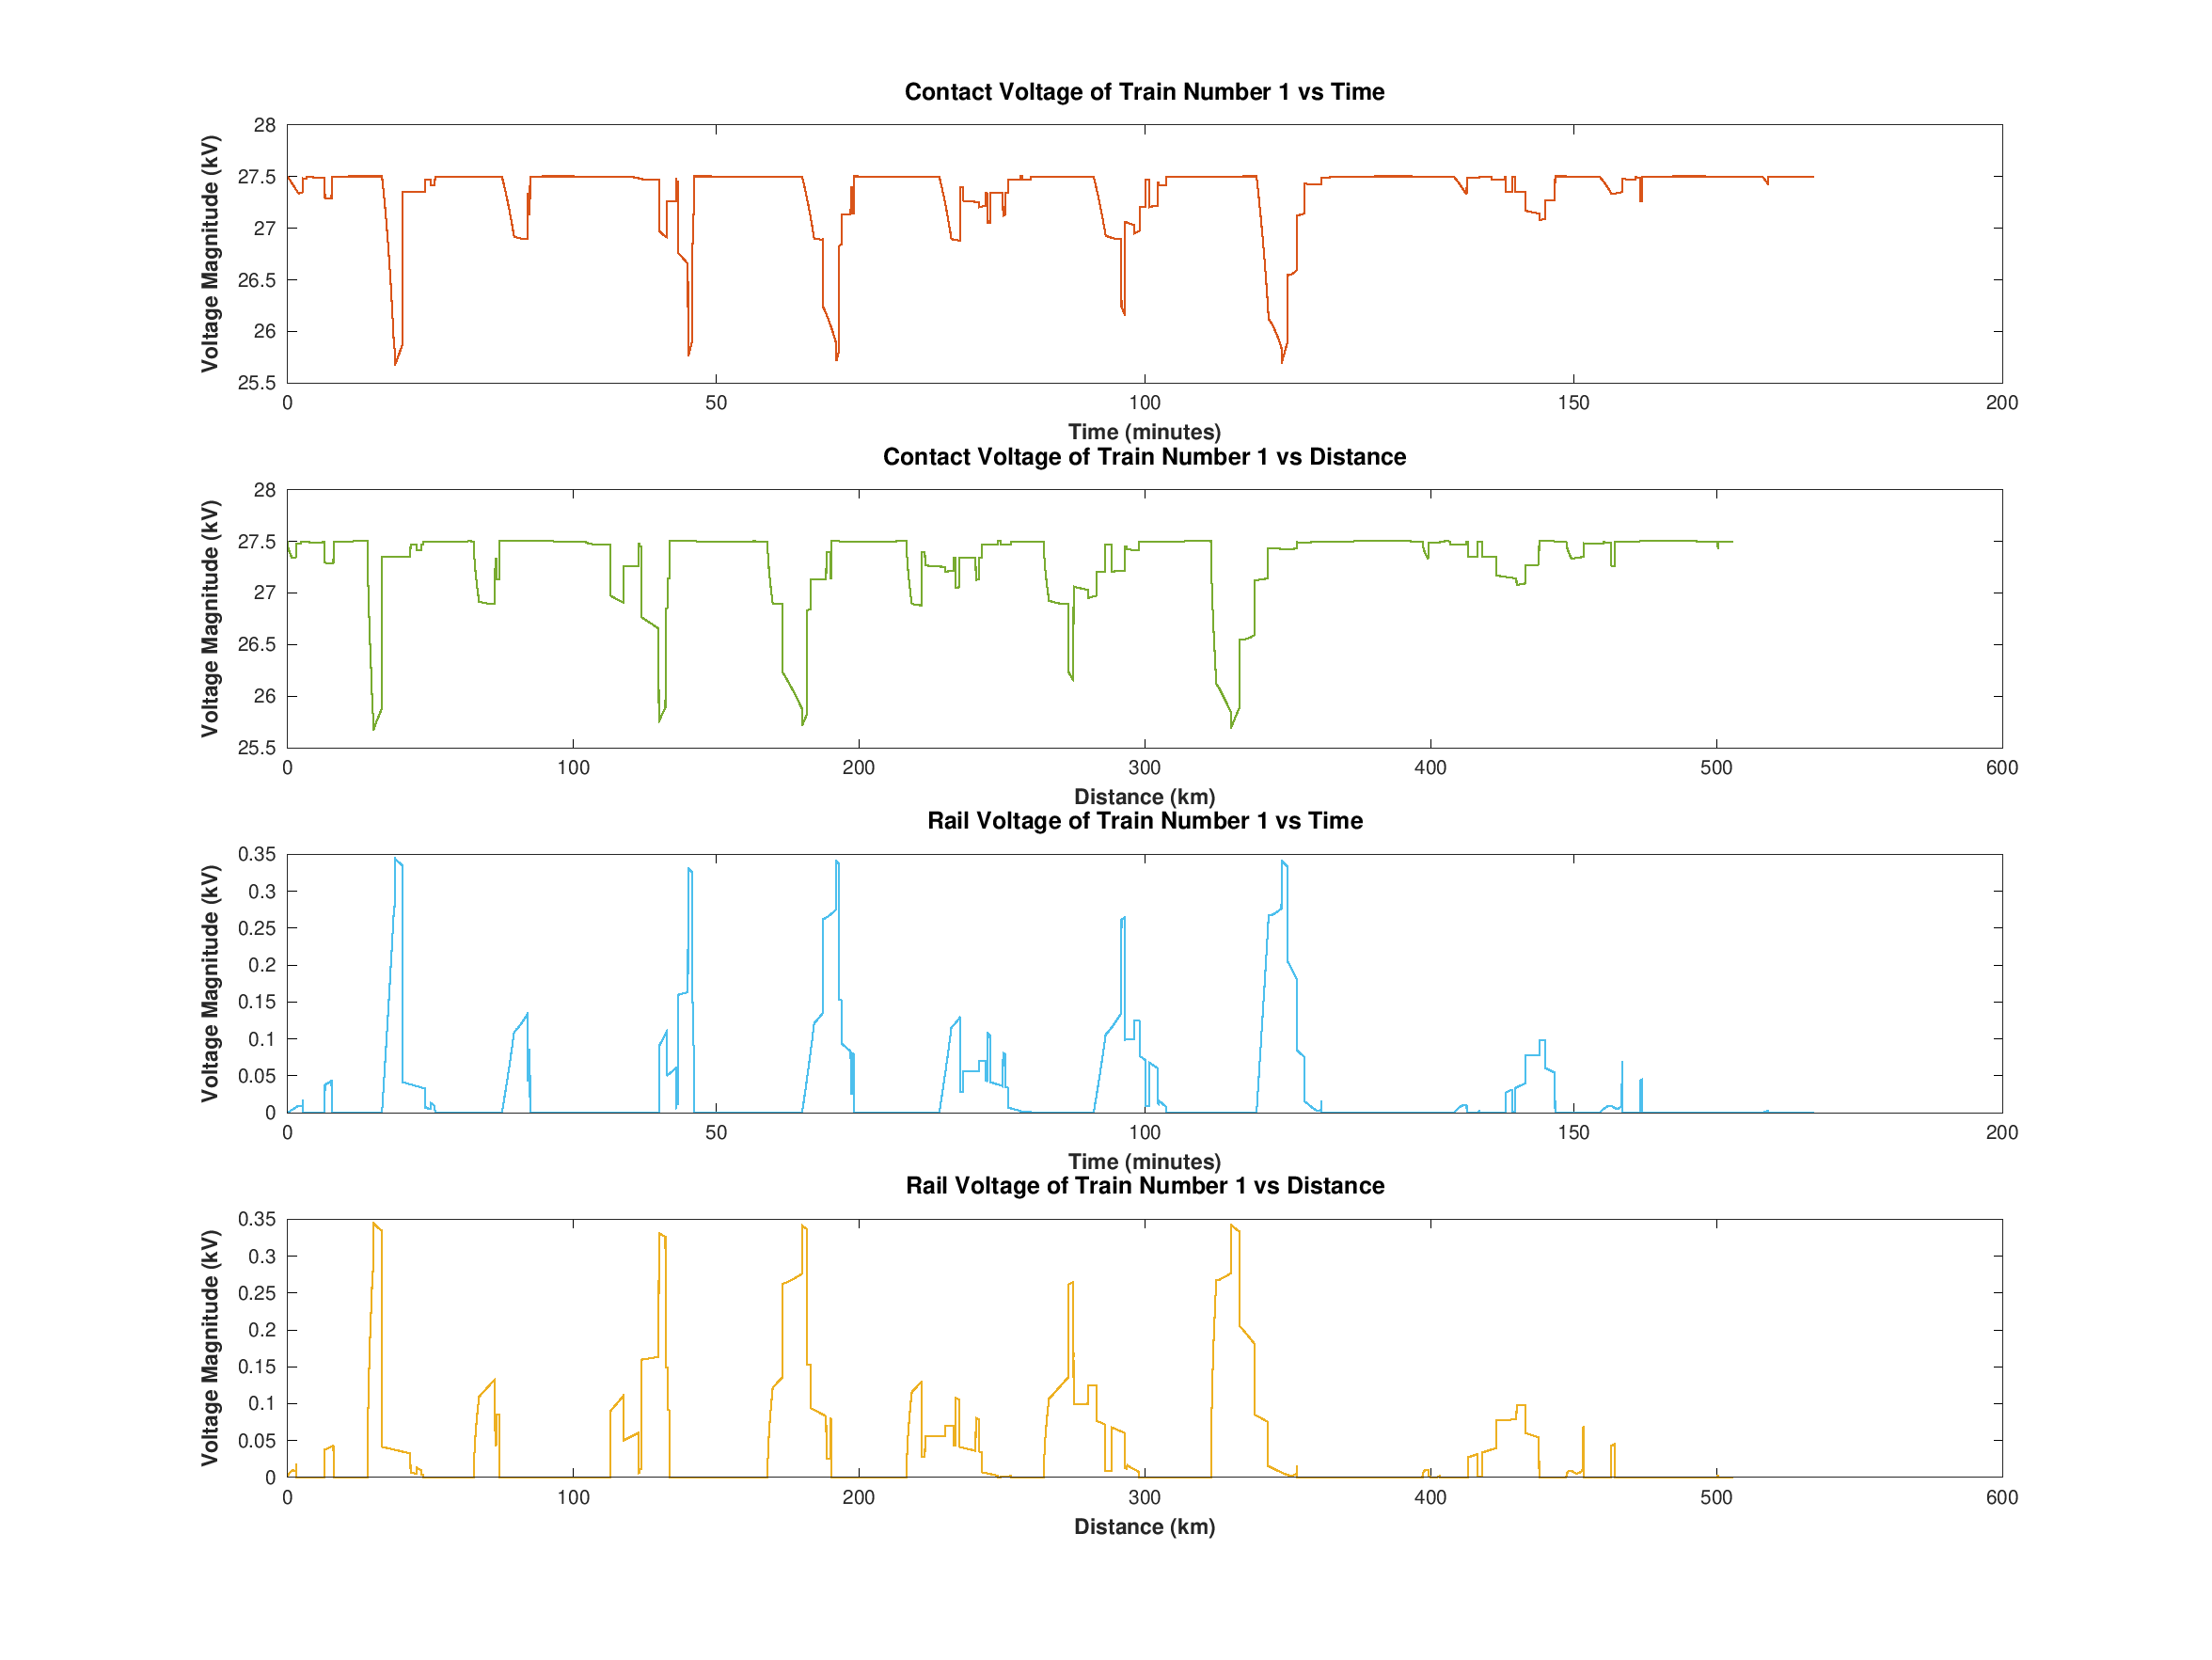 Contact Voltage of Train Number 1 vs Time
Voltage Magnitude (kV)
28
27.5
27
26.5
26
25.5
0 50 100 150 200
Time (minutes)
Contact Voltage of Train Number 1 vs Distance
Voltage Magnitude (kV)
28
27.5
27
26.5
26
25.5
0 100 200 300 400 500 600
Distance (km)
Rail Voltage of Train Number 1 vs Time
Voltage Magnitude (kV)
0.35
0.3
0.25
0.2
0.15
0.1
0.05
0
0 50 100 150 200
Time (minutes)
Rail Voltage of Train Number 1 vs Distance
Voltage Magnitude (kV)
0.35
0.3
0.25
0.2
0.15
0.1
0.05
0
0 100 200 300 400 500 600
Distance (km)